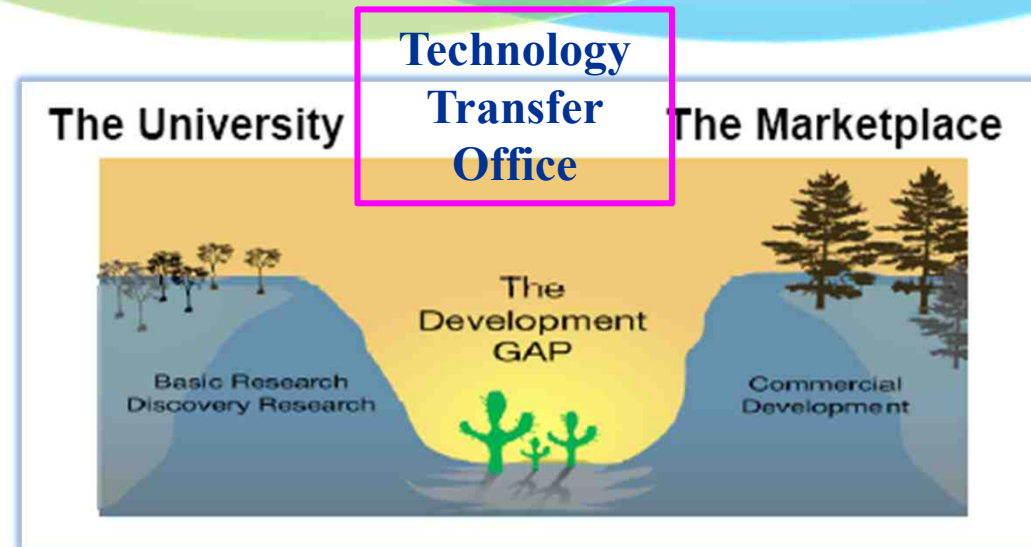 Technology
Transfer
Office
The University
The Marketplace
The
Development
GAP
Basic Research
Discovery Research
Commercial
Development